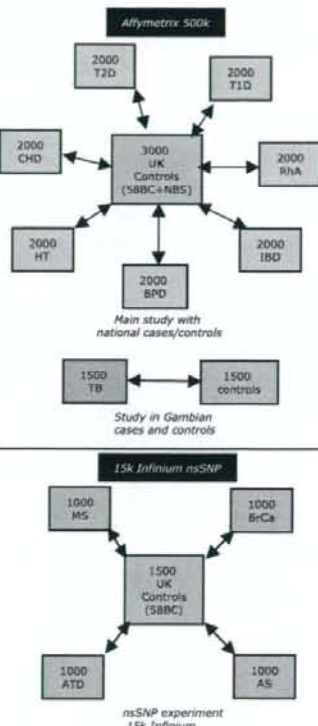 Affymetrix 500k
2000
T2D
2000
T1D
2000
CHD
3000
UK
Controls
(58BC+NBS)
2000
RhA
2000
HT
2000
IBD
2000
BPD
Main study with
national cases/controls
1500
TB
1500
controls
Study in Gambian
cases and controls
15k Infinium nsSNP
1000
MS
1000
BrCa
1500
UK
Controls
(58BC)
1000
ATD
1000
AS
nsSNP experiment
15k Infinium